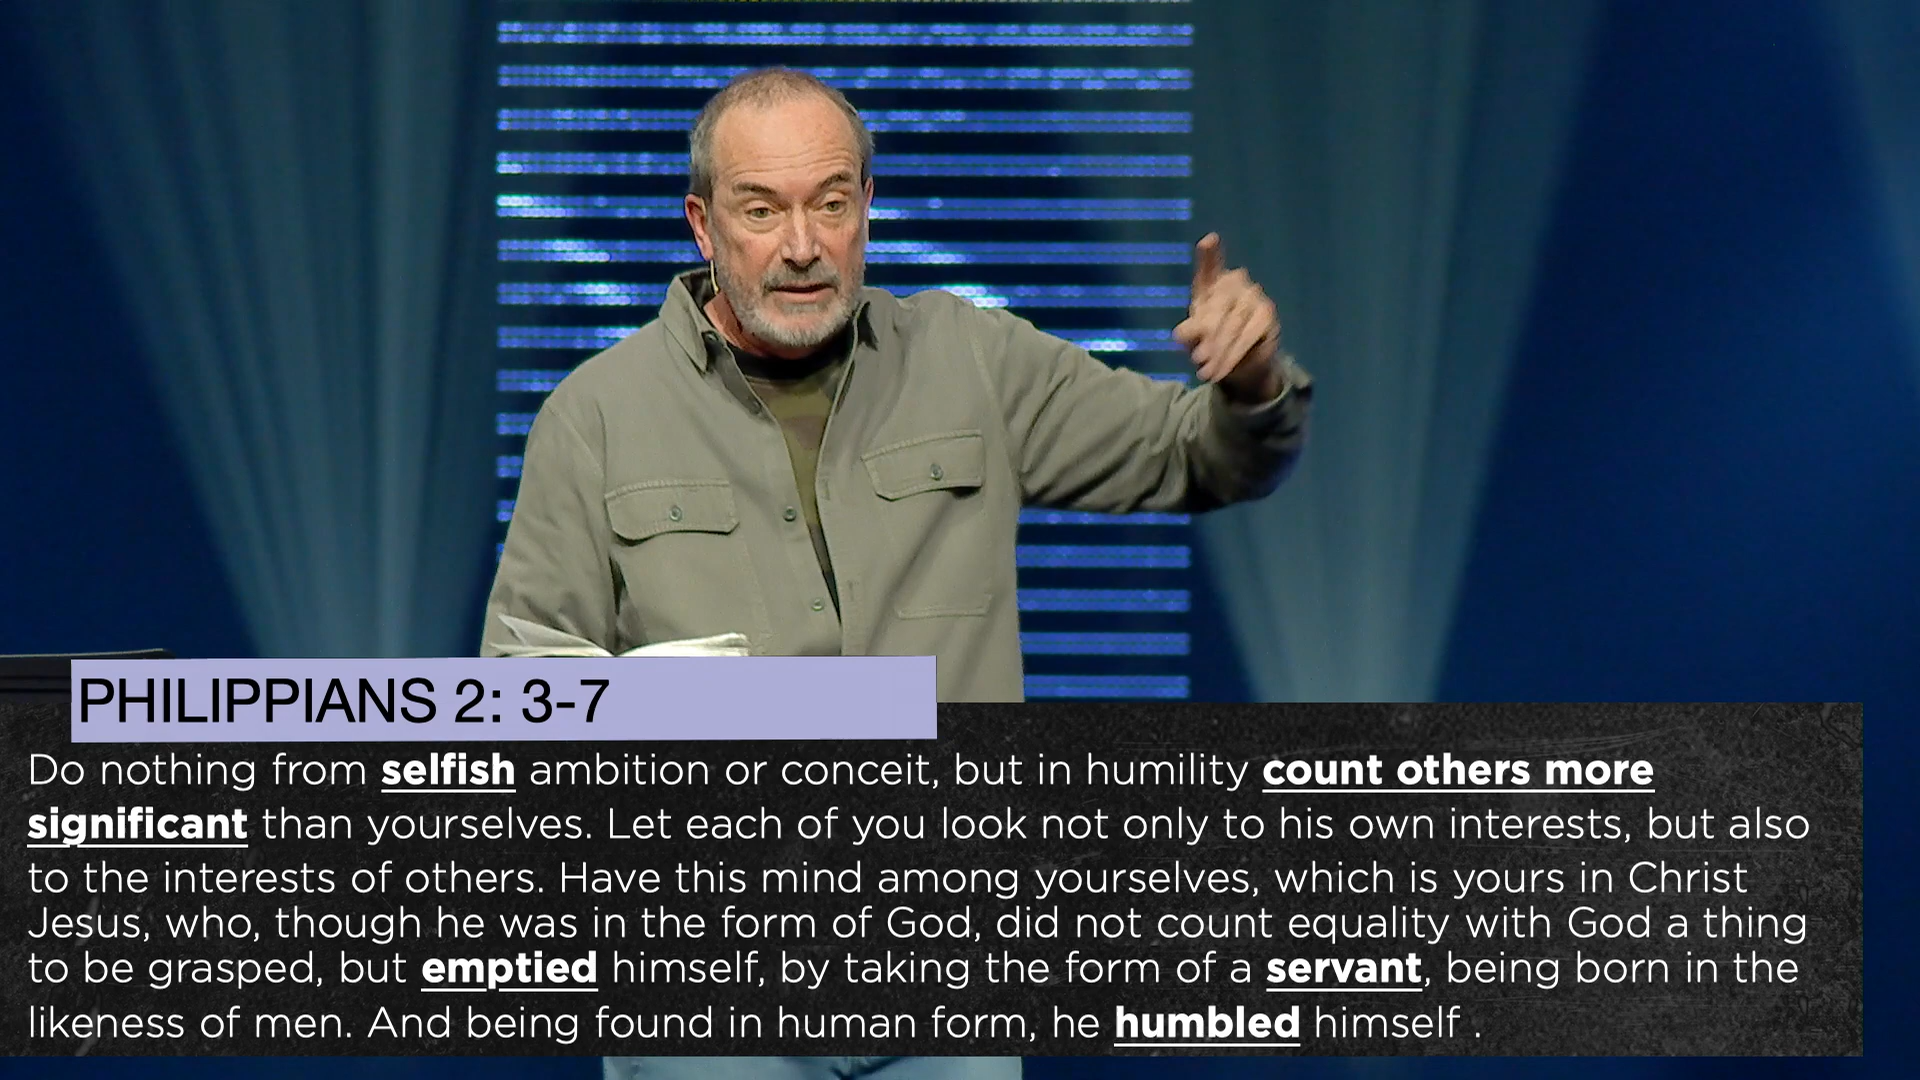 PHILIPPIANS 2: 3-7
Do nothing from selfish ambition or conceit, but in humility count others more
significant than yourselves. Let each of you look not only to his own interests, but also
to the interests of others. Have this mind among yourselves, which is yours in Christ
Jesus, who, though he was in the form of God, did not count equality with God a thing
to be grasped, but emptied himself, by taking the form of a servant, being born in the
likeness of men. And being found in human form, he humbled himself .